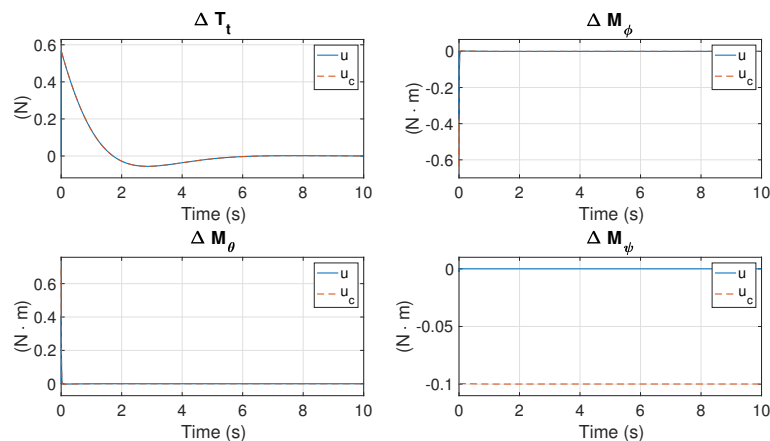 Δ T_t
(N)
0.6
0.4
0.2
0
u
u_c
0 2 4 6 8 10
Time (s)
Δ M_ϕ
(N · m)
0
-0.2
-0.4
-0.6
u
u_c
0 2 4 6 8 10
Time (s)
Δ M_θ
(N · m)
0.6
0.4
0.2
0
u
u_c
0 2 4 6 8 10
Time (s)
Δ M_ψ
(N · m)
0
-0.05
-0.1
u
u_c
0 2 4 6 8 10
Time (s)